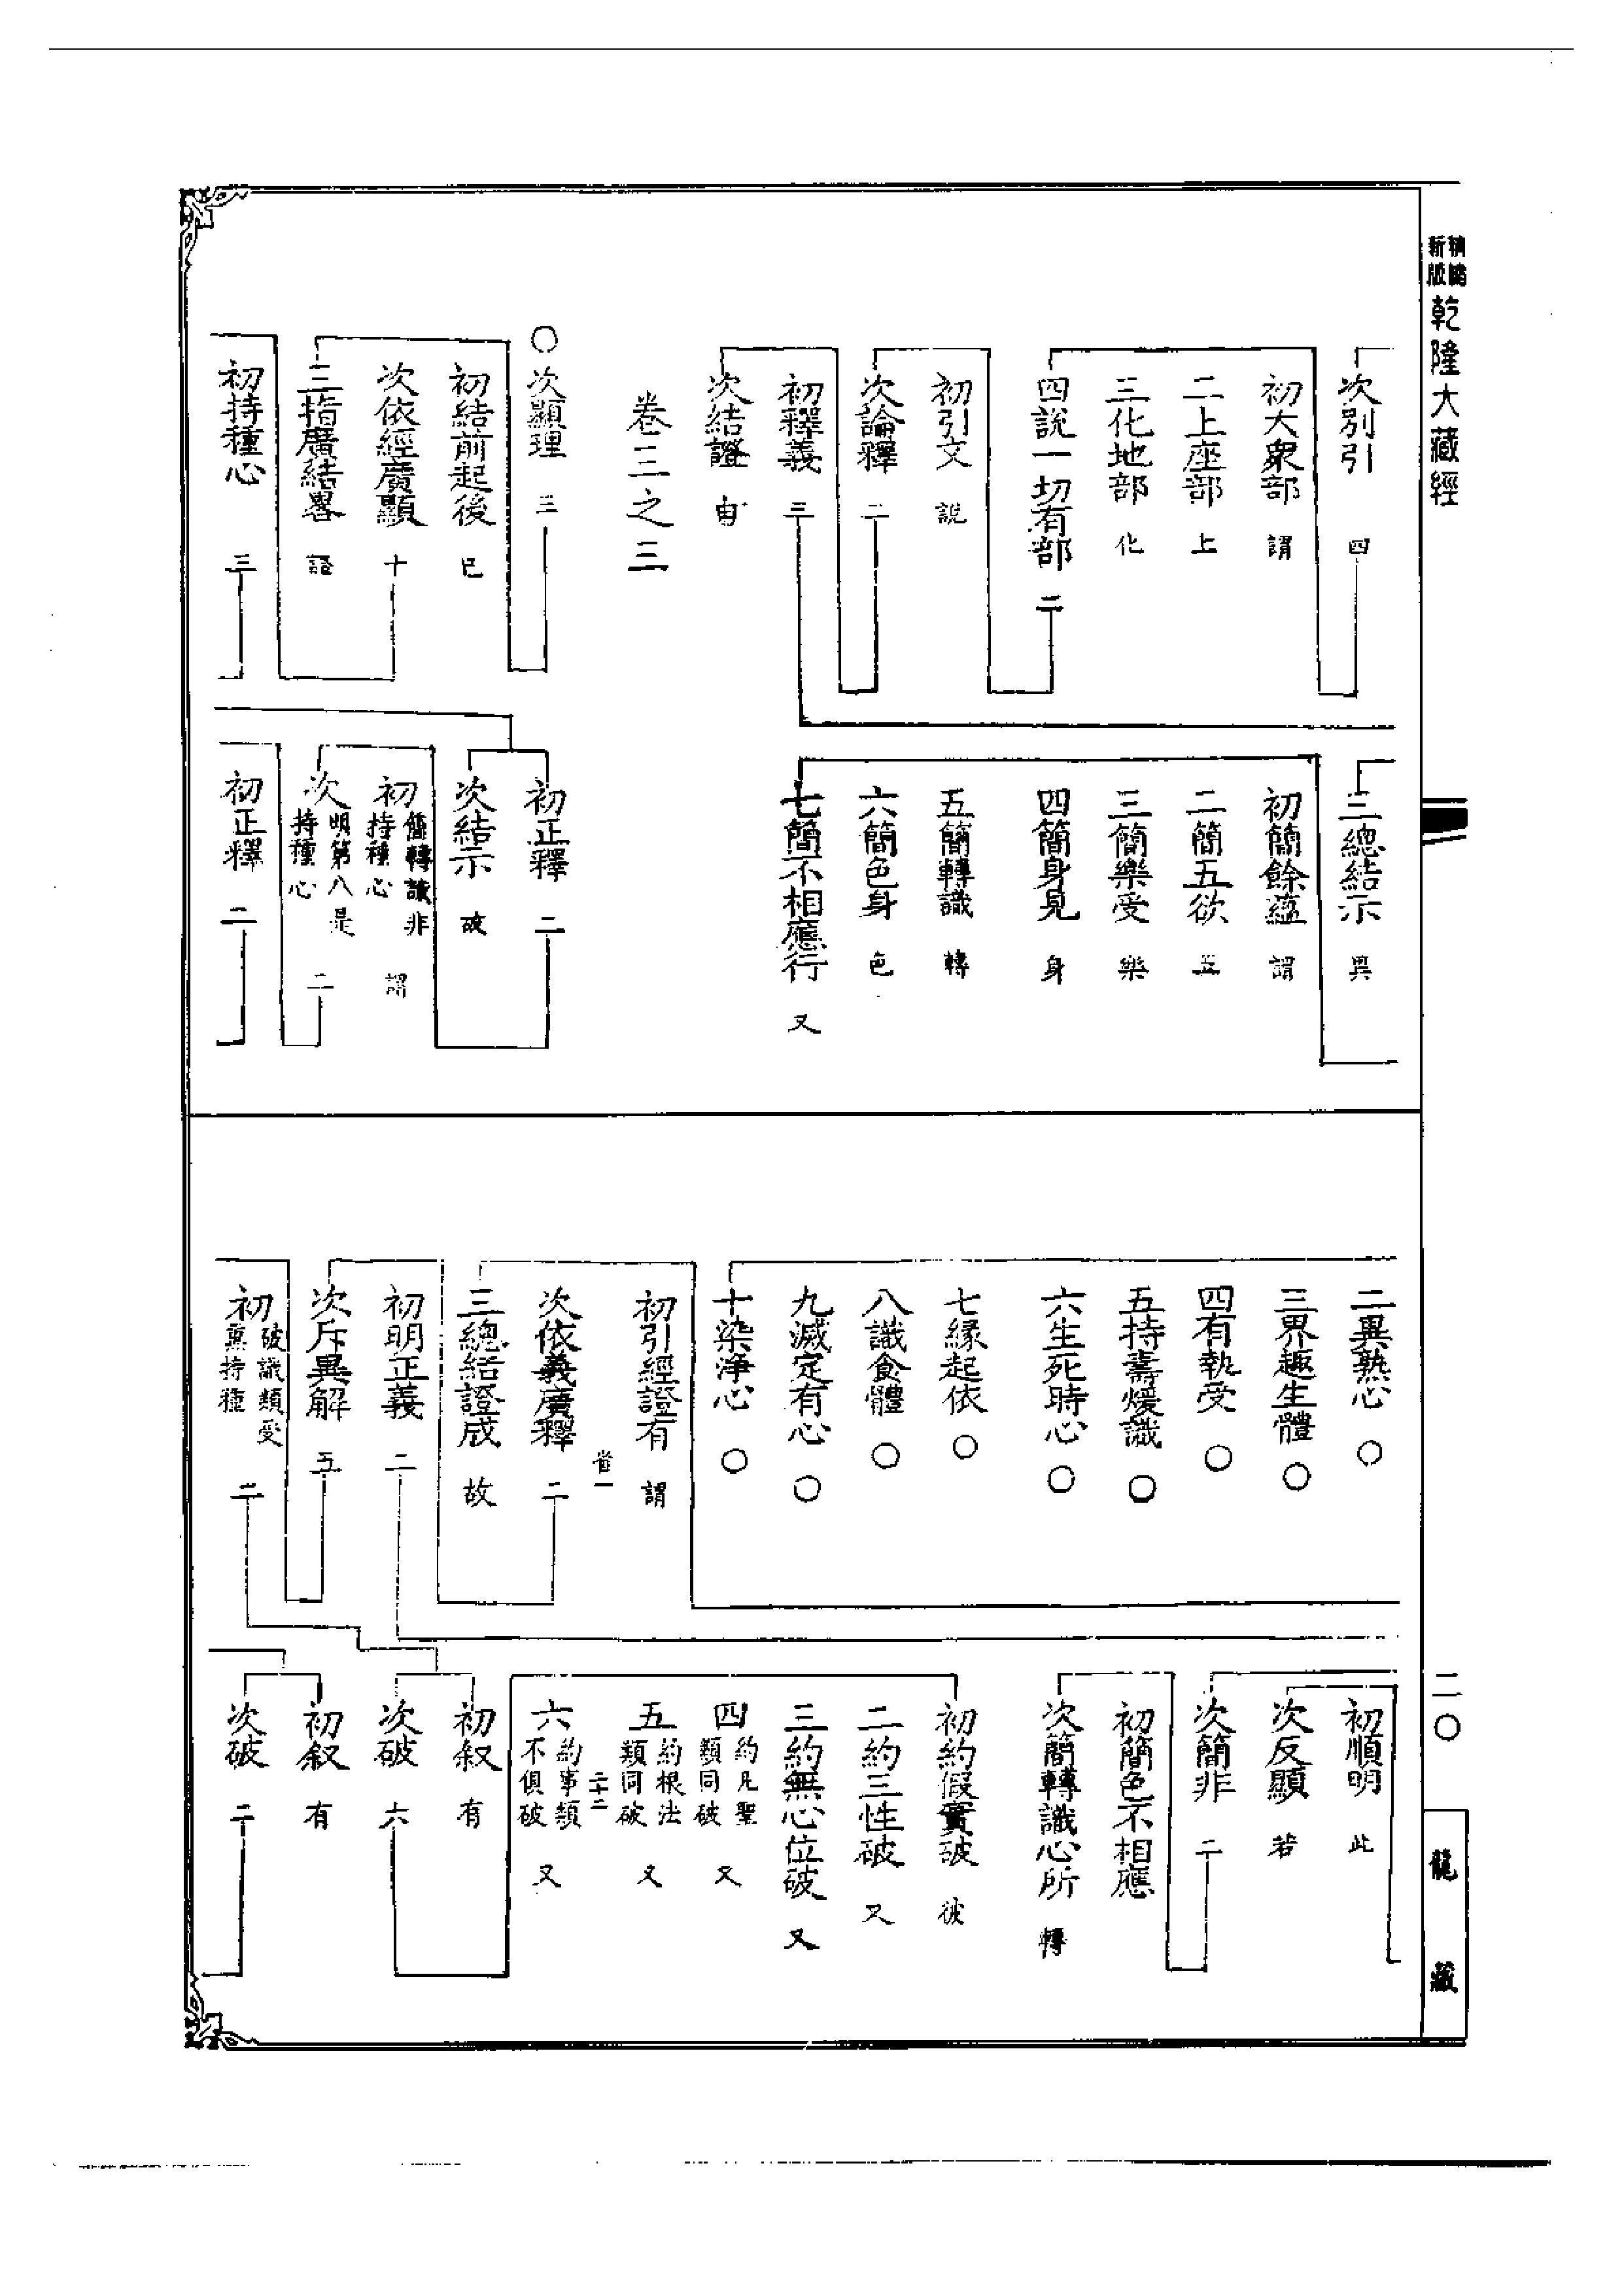 新版
乾隆大藏經
二〇
龍藏
次別引 四
初大衆部 謂
二上座部 上
三化地部 化
四説一切有部 二
初引文 説
次論釋 二
初釋義 三
次結證 由
卷三之三
〇次顯理 三
初結前起後 已
次依經廣顯 十
三指廣結畧 證
初持種心 三
三總結示 異
初簡餘蘊 謂
二簡五欲 五
三簡樂受 樂
四簡身見 身
五簡轉識 轉
六簡色身 色
七簡不相應行 又
初正釋 二
次結示 故
初簡轉識非持種心 謂
次明第八是持種心 二
初正釋 二
二異熟心 〇
三界趣生體 〇
四有執受 〇
五持壽煖識 〇
六生死時心 〇
七緣起依 〇
八識食體 〇
九滅定有心 〇
十染淨心 〇
初引經證有 謂
次依義廣釋 二
三總結證成 故
初明正義 二
次斥異解 五
初破識類受熏持種 二
初順明 此
次反顯 若
次簡非 二
初簡色不相應
次簡轉識心所 轉
初約假實破 彼
二約三性破 又
三約無心位破 又
四約凡聖類同破 又
五約根法類同破 又
六約事類不俱破 又
初叙 有
次破 六
初叙 有
次破 二